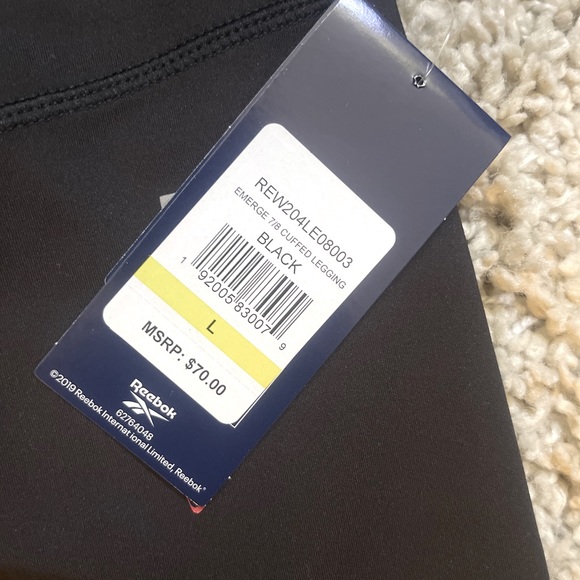 REW204LE08003
EMERGE 7/8 CUFFED LEGGING
BLACK
1 92005 83007 9
L
MSRP: $70.00
Reebok
62764048
©2019 Reebok International Limited, Reebok®